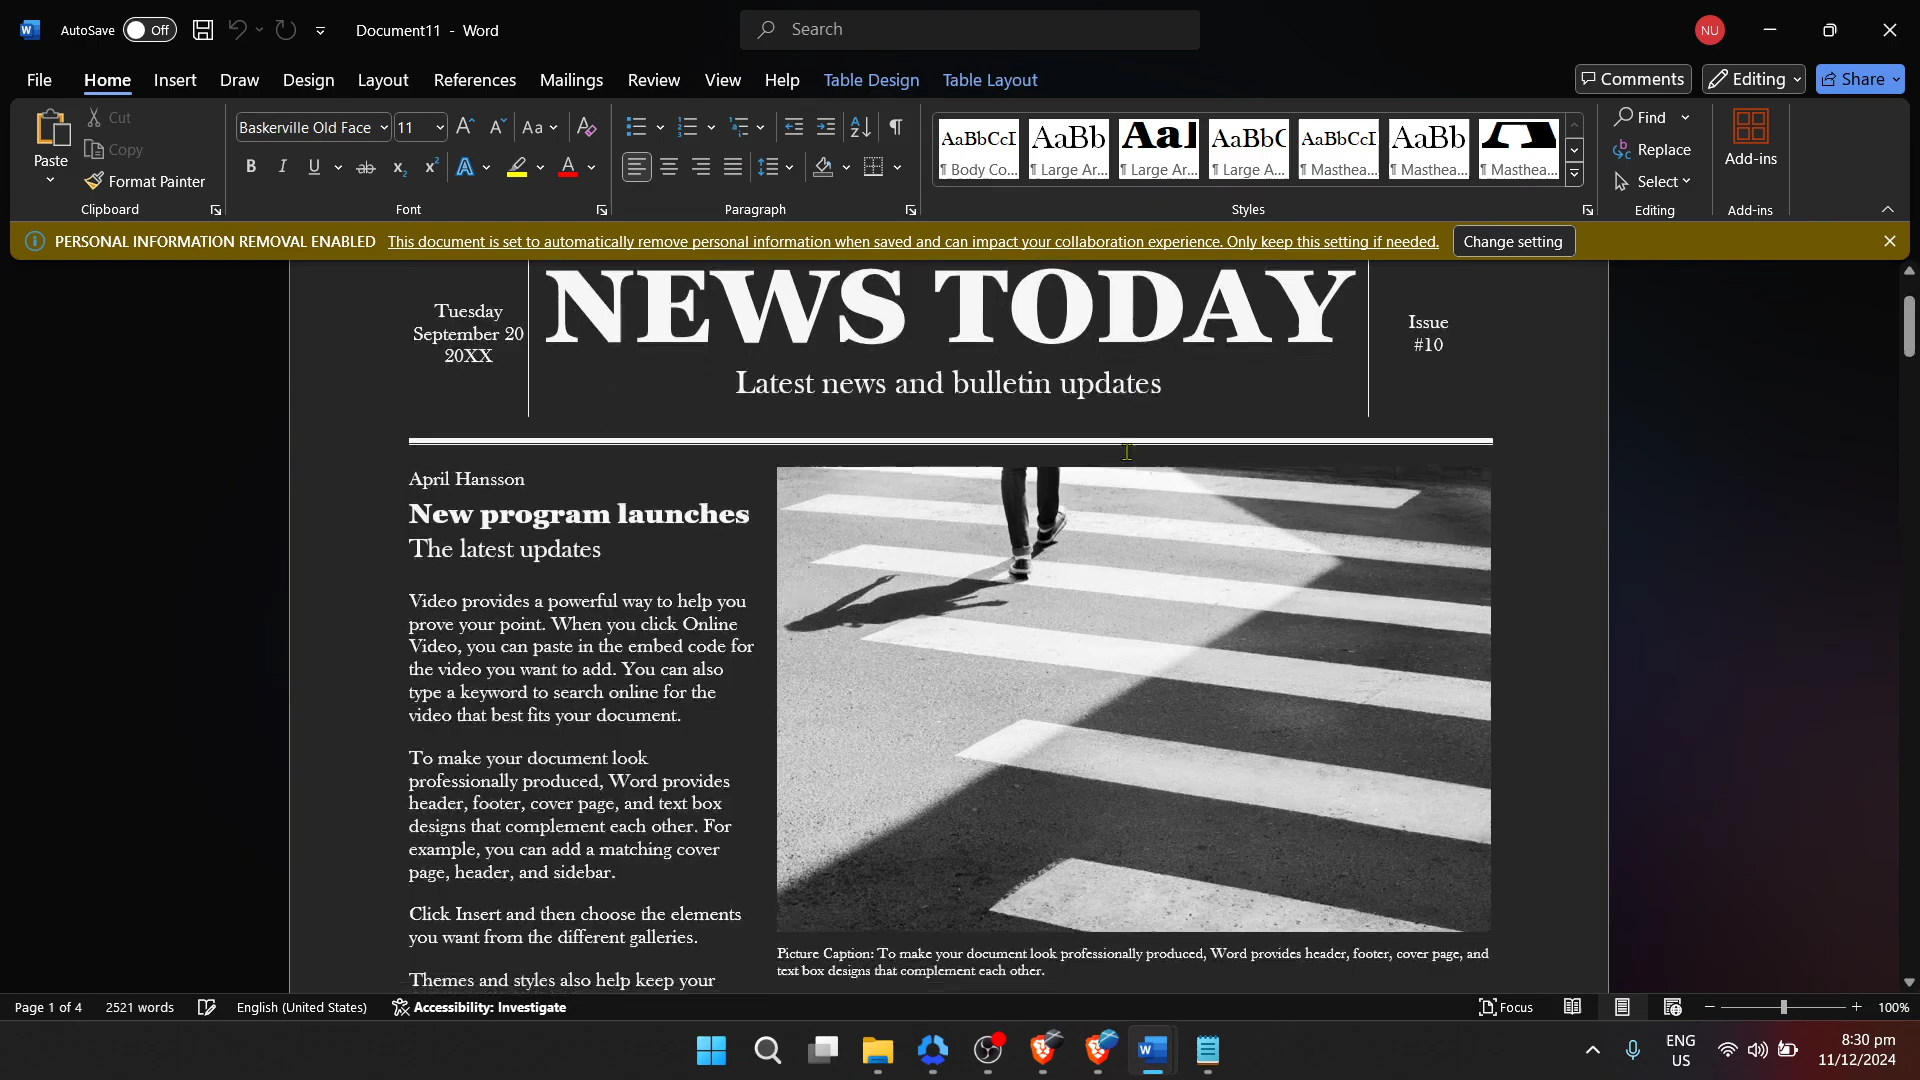 AutoSave Off Document11 - Word Search NU
File Home Insert Draw Design Layout References Mailings Review View Help Table Design Table Layout Comments Editing Share
Paste Cut
Copy
Format Painter
Clipboard
Baskerville Old Face 11
Font
Paragraph
AaBbCcI AaBb Aal AaBbC AaBbCcI AaBb A
¶ Body Co... ¶ Large Ar... ¶ Large Ar... ¶ Large A... ¶ Masthea... ¶ Masthea... ¶ Masthea...
Styles
Find
Replace
Select
Editing
Add-ins
Add-ins
PERSONAL INFORMATION REMOVAL ENABLED This document is set to automatically remove personal information when saved and can impact your collaboration experience. Only keep this setting if needed. Change setting
Tuesday
September 20
20XX
NEWS TODAY
Latest news and bulletin updates
Issue
#10
April Hansson
New program launches
The latest updates
Video provides a powerful way to help you
prove your point. When you click Online
Video, you can paste in the embed code for
the video you want to add. You can also
type a keyword to search online for the
video that best fits your document.
To make your document look
professionally produced, Word provides
header, footer, cover page, and text box
designs that complement each other. For
example, you can add a matching cover
page, header, and sidebar.
Click Insert and then choose the elements
you want from the different galleries.
Themes and styles also help keep your
Picture Caption: To make your document look professionally produced, Word provides header, footer, cover page, and
text box designs that complement each other.
Page 1 of 4 2521 words English (United States) Accessibility: Investigate Focus 100%
ENG
US
8:30 pm
11/12/2024